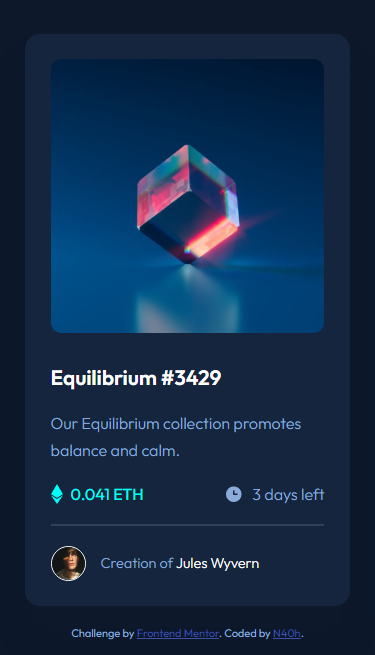 Equilibrium #3429
Our Equilibrium collection promotes
balance and calm.
0.041 ETH 3 days left
Creation of Jules Wyvern
Challenge by Frontend Mentor. Coded by N40h.